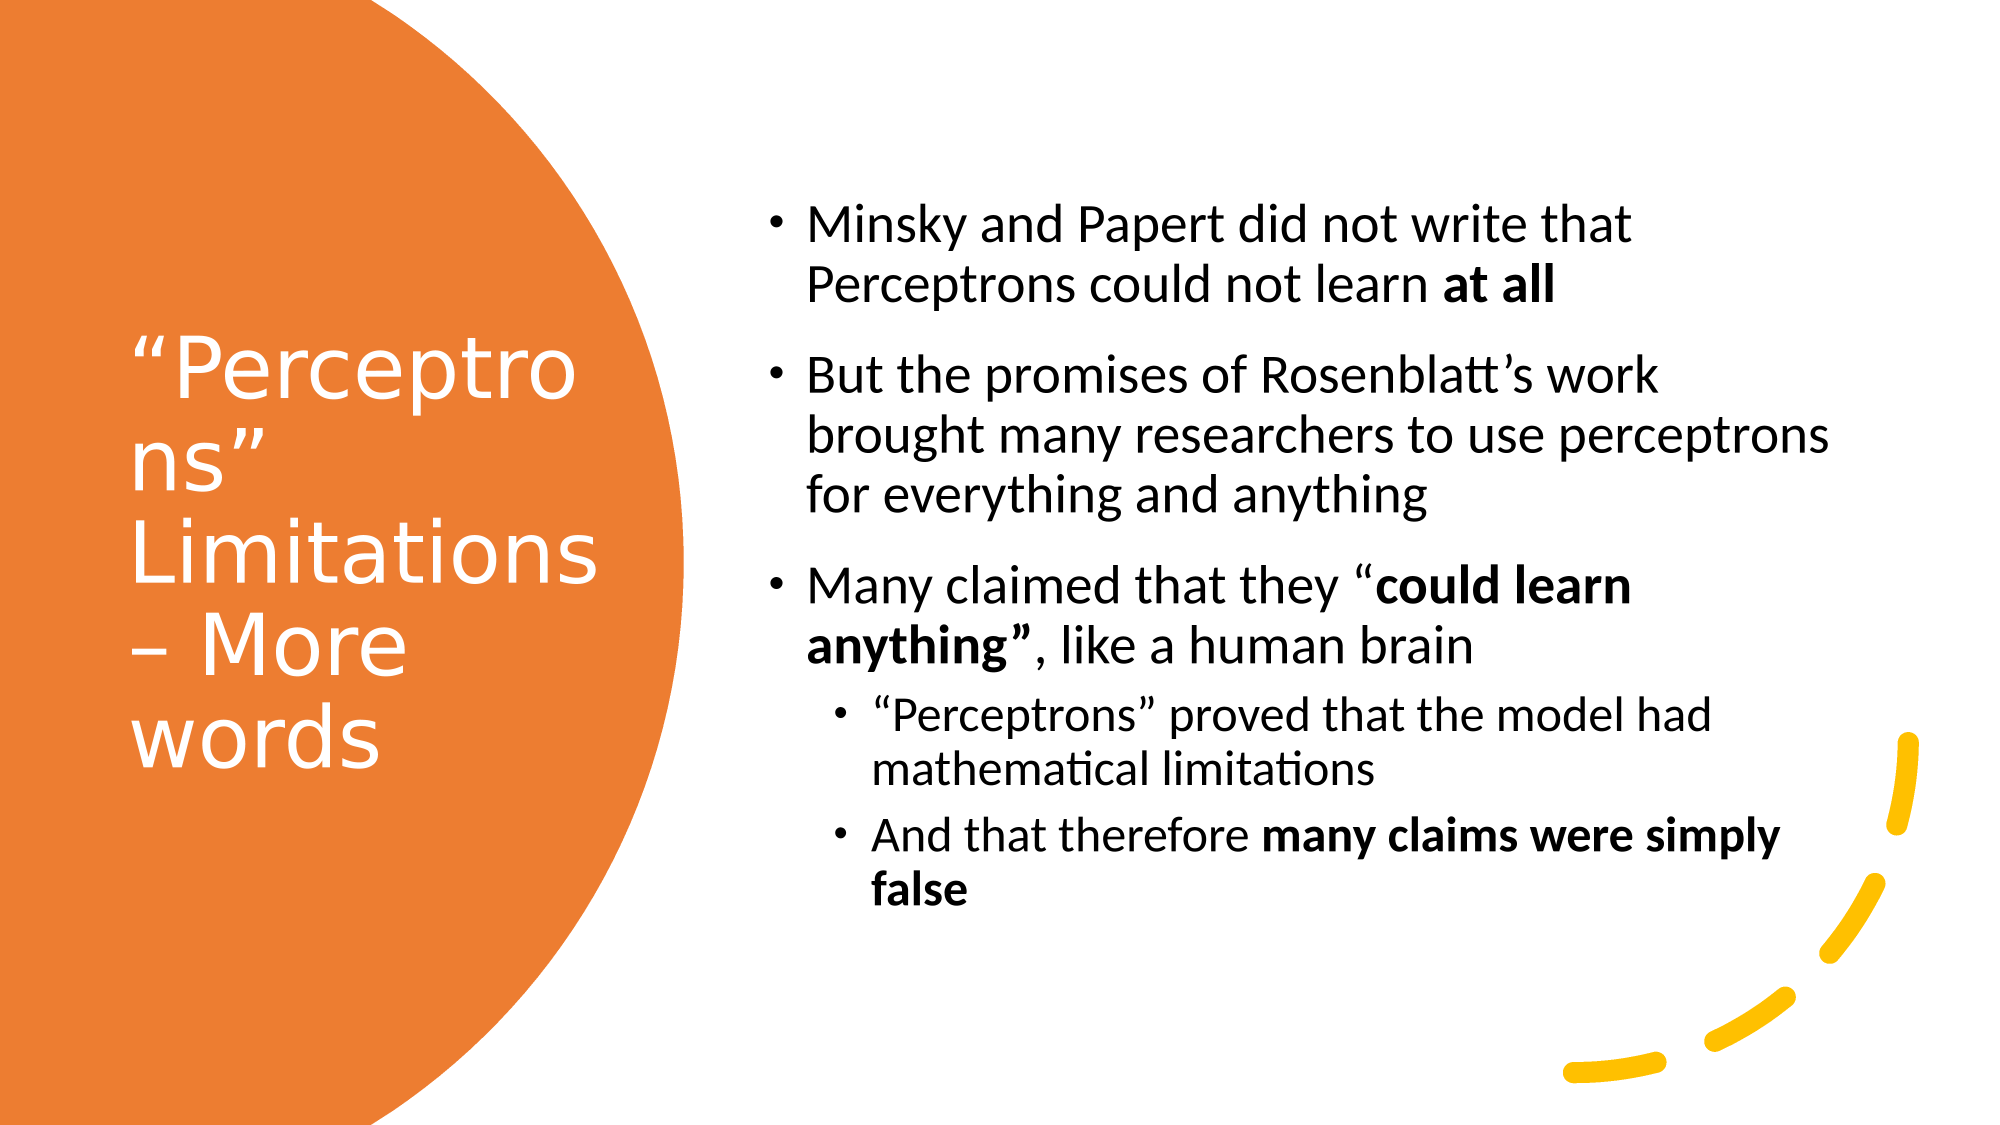 “Perceptro
ns”
Limitations
– More
words
• Minsky and Papert did not write that
Perceptrons could not learn at all
• But the promises of Rosenblatt’s work
brought many researchers to use perceptrons
for everything and anything
• Many claimed that they “could learn
anything”, like a human brain
• “Perceptrons” proved that the model had
mathematical limitations
• And that therefore many claims were simply
false